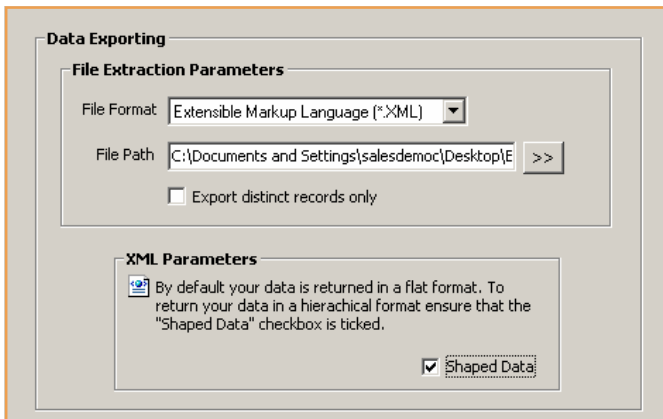 Data Exporting
File Extraction Parameters
File Format Extensible Markup Language (*.XML)
File Path C:\Documents and Settings\salesdemoc\Desktop\E >>
Export distinct records only
XML Parameters
By default your data is returned in a flat format. To
return your data in a hierachical format ensure that the
"Shaped Data" checkbox is ticked.
Shaped Data